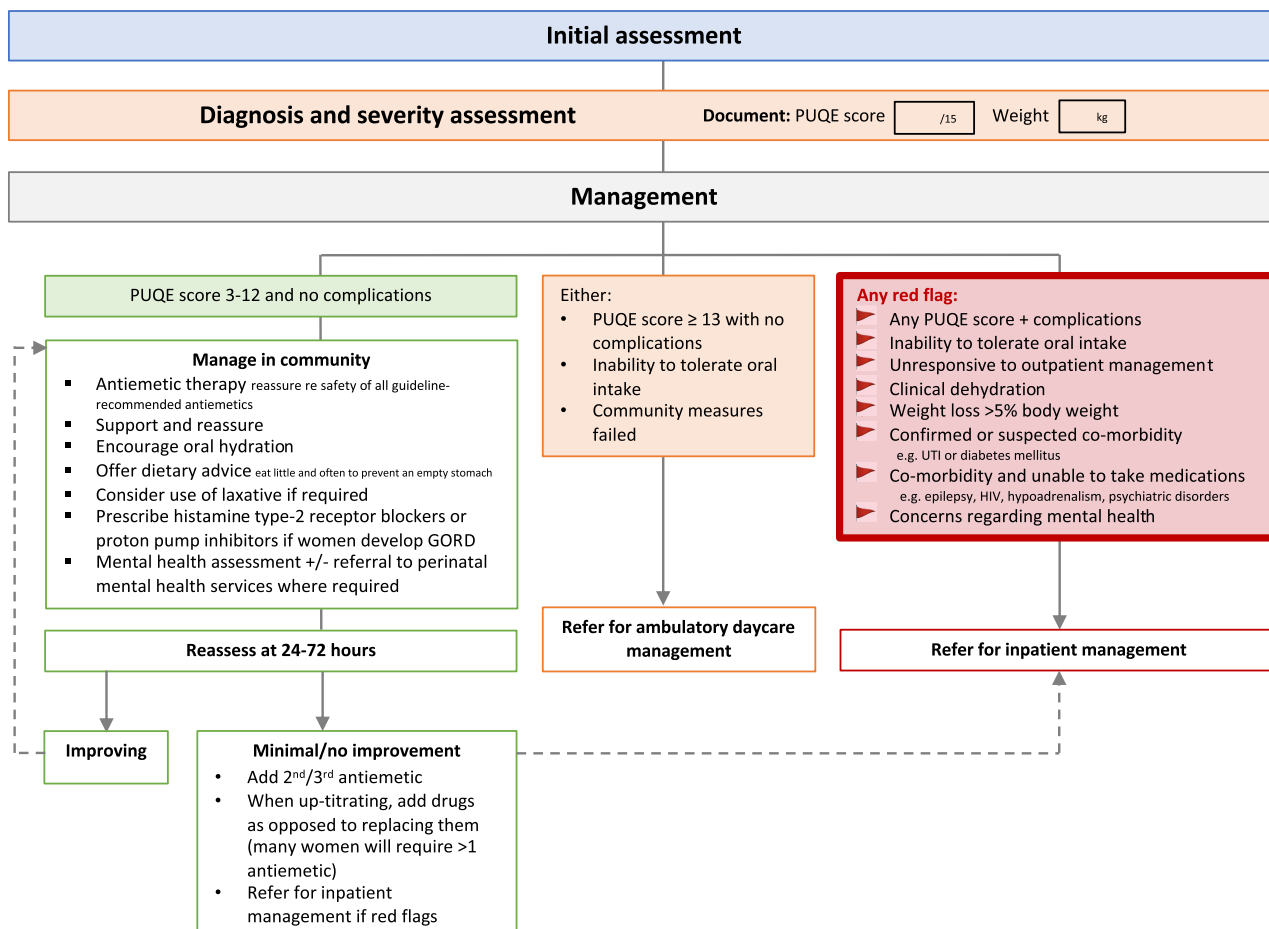 Initial assessment
Diagnosis and severity assessment
Document: PUQE score
/15
Weight
kg
Management
PUQE score 3-12 and no complications
Manage in community
▪ Antiemetic therapy reassure re safety of all guideline-
recommended antiemetics
▪ Support and reassure
▪ Encourage oral hydration
▪ Offer dietary advice eat little and often to prevent an empty stomach
▪ Consider use of laxative if required
▪ Prescribe histamine type-2 receptor blockers or
proton pump inhibitors if women develop GORD
▪ Mental health assessment +/- referral to perinatal
mental health services where required
Reassess at 24-72 hours
Improving
Minimal/no improvement
• Add 2nd/3rd antiemetic
• When up-titrating, add drugs
as opposed to replacing them
(many women will require >1
antiemetic)
• Refer for inpatient
management if red flags
Either:
• PUQE score ≥ 13 with no
complications
• Inability to tolerate oral
intake
• Community measures
failed
Refer for ambulatory daycare
management
Any red flag:
Any PUQE score + complications
Inability to tolerate oral intake
Unresponsive to outpatient management
Clinical dehydration
Weight loss >5% body weight
Confirmed or suspected co-morbidity
e.g. UTI or diabetes mellitus
Co-morbidity and unable to take medications
e.g. epilepsy, HIV, hypoadrenalism, psychiatric disorders
Concerns regarding mental health
Refer for inpatient management